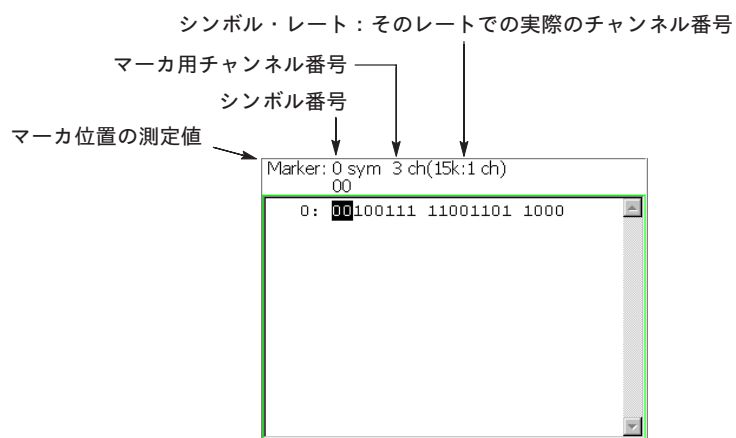 シンボル・レート：そのレートでの実際のチャンネル番号
マーカ用チャンネル番号
シンボル番号
マーカ位置の測定値
Marker: 0 sym 3 ch(15k:1 ch)
00
0: 00100111 11001101 1000